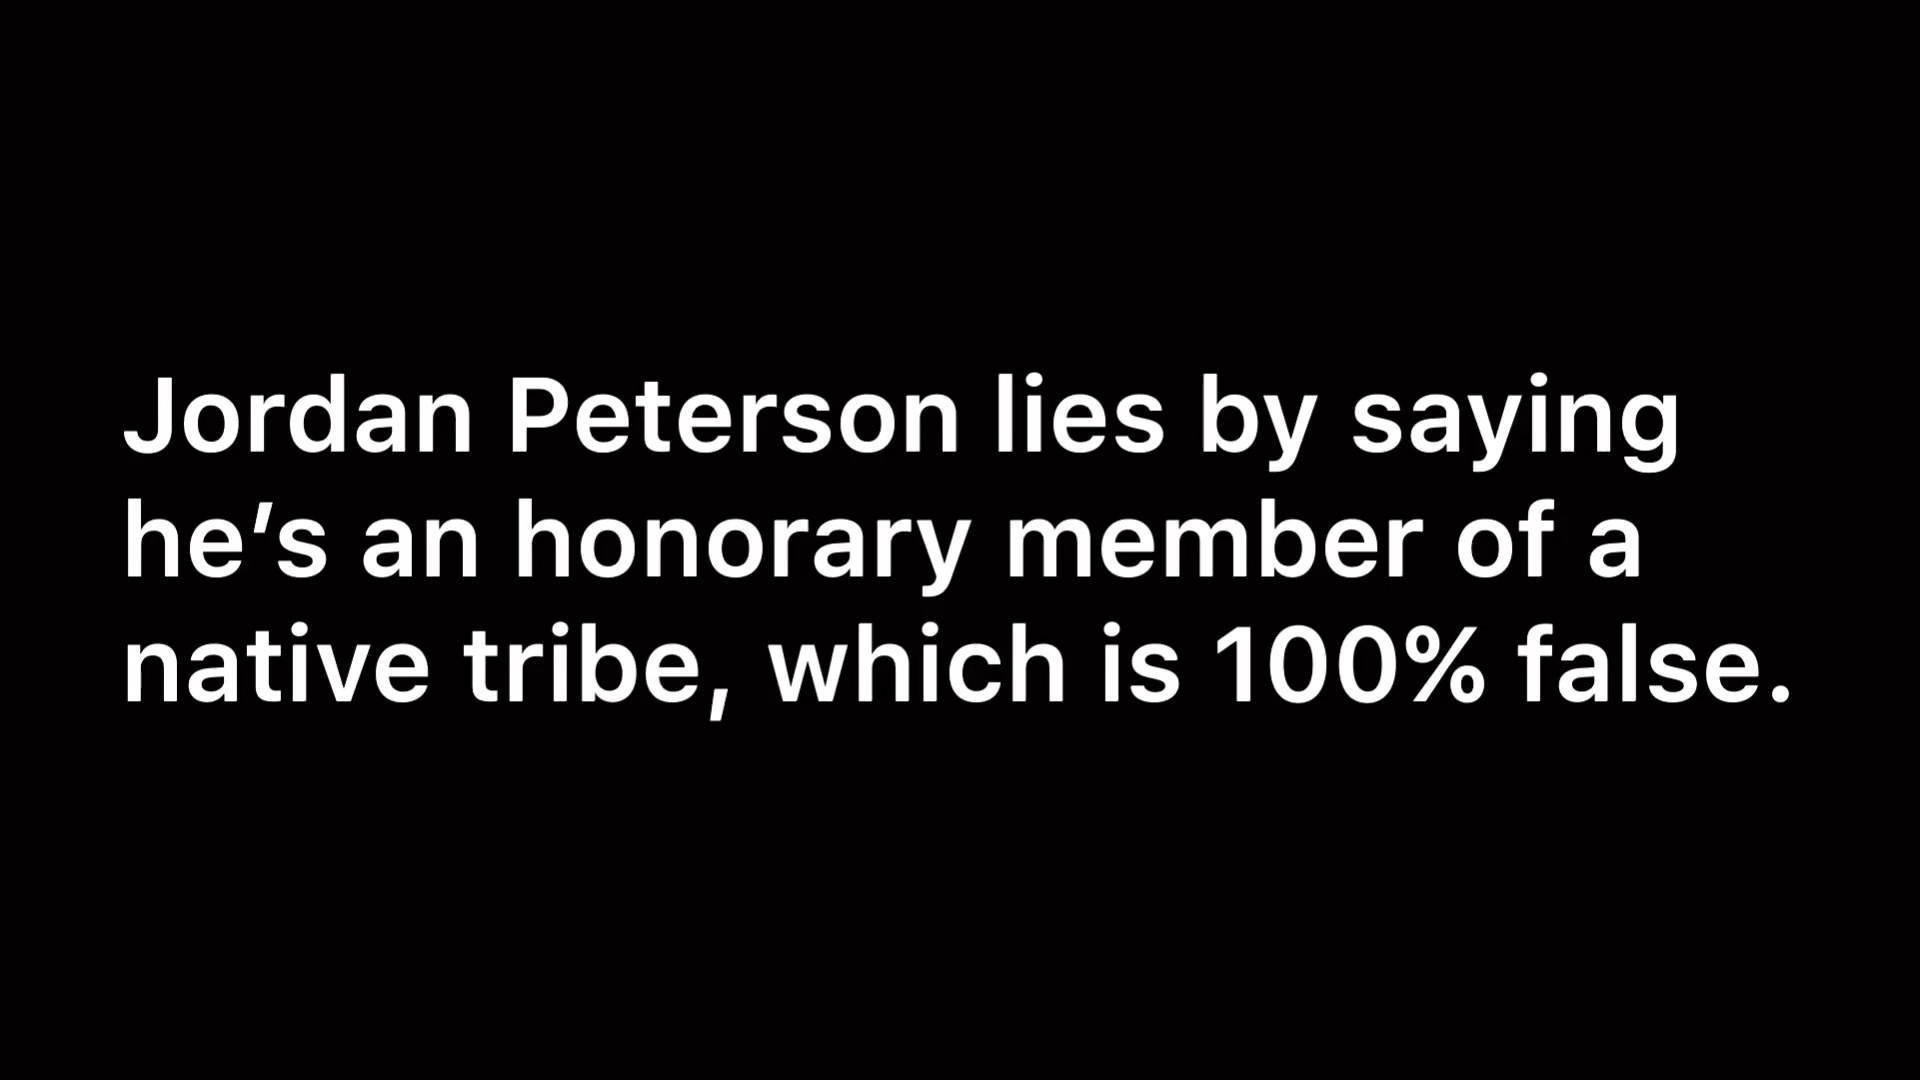 Jordan Peterson lies by saying
he’s an honorary member of a
native tribe, which is 100% false.